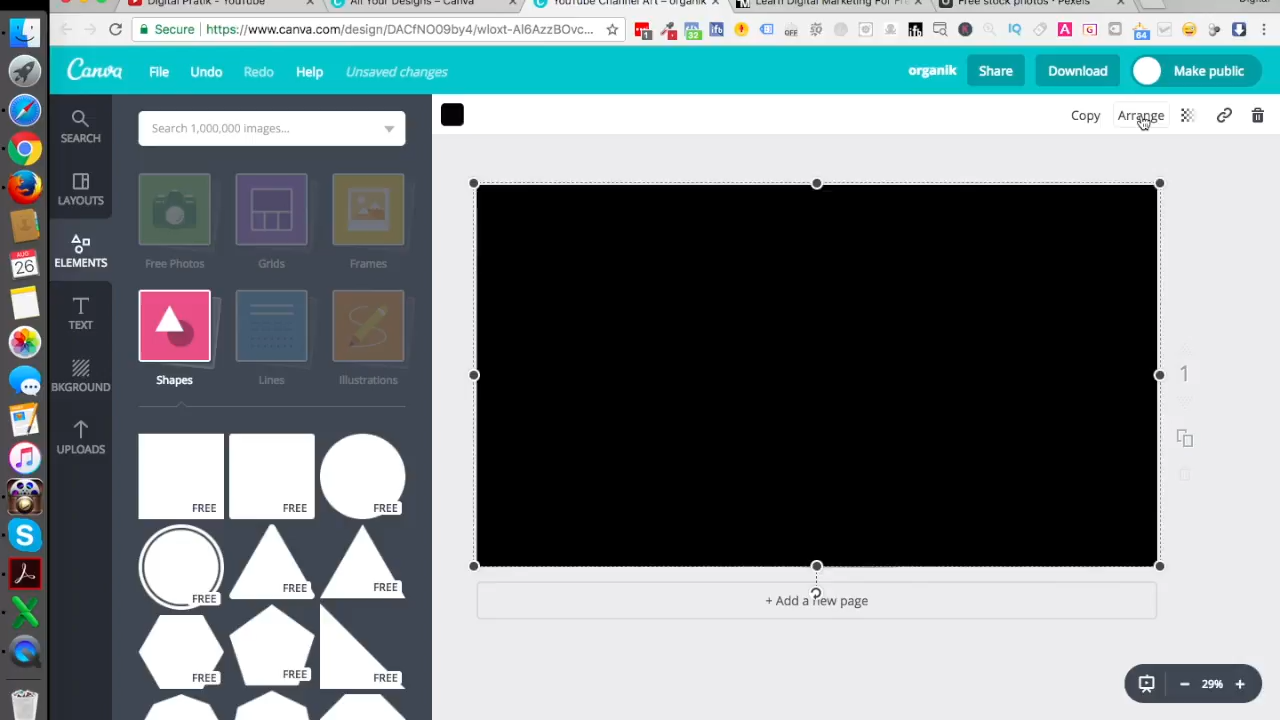 Digital Pratik - YouTube
All Your Designs - Canva
YouTube Channel Art - organik
Learn Digital Marketing For
Free stock photos · Pexels
Digital
Secure https://www.canva.com/design/DACfNO09by4/wloxt-Al6AzzBOvc...
Canva File Undo Redo Help Unsaved changes organik Share Download Make public
SEARCH
LAYOUTS
ELEMENTS
TEXT
BKGROUND
UPLOADS
Search 1,000,000 images...
Free Photos Grids Frames
Shapes Lines Illustrations
FREE FREE FREE
FREE FREE FREE
FREE FREE FREE
Copy Arrange
1
+ Add a new page
29%
AUG
26